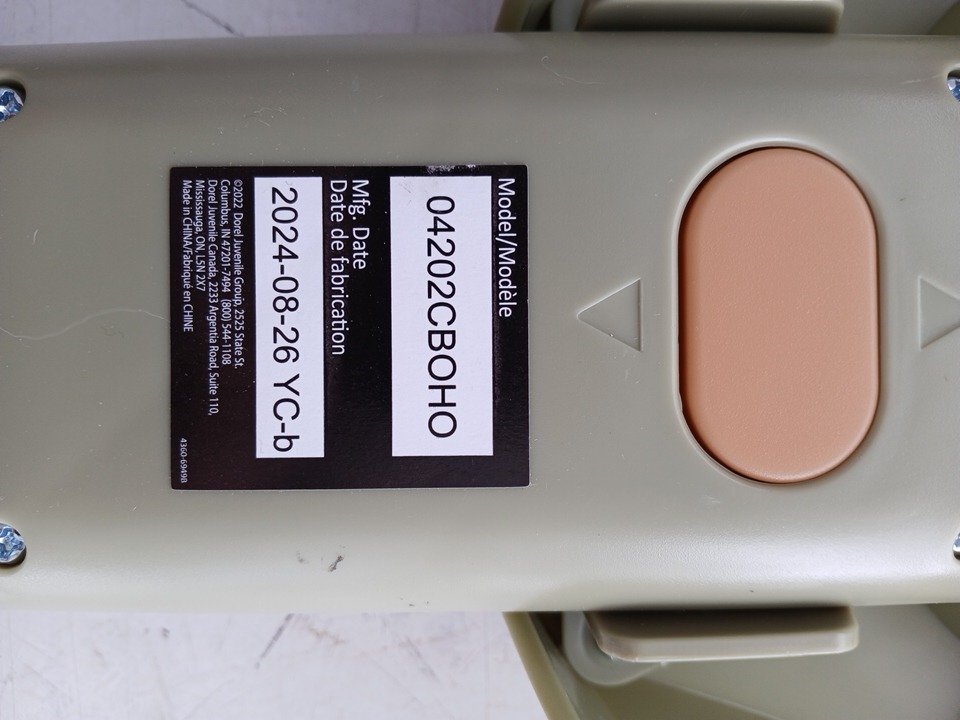 Model/Modèle
04202CBOHO
Mfg. Date
Date de fabrication
2024-08-26 YC-b
©2022 Dorel Juvenile Group, 2525 State St.
Columbus, IN 47201-7494 (800) 544-1108
Dorel Juvenile Canada, 2233 Argentia Road, Suite 110,
Mississauga, ON, L5N 2X7
Made in CHINA/Fabriqué en CHINE
4360-6949B